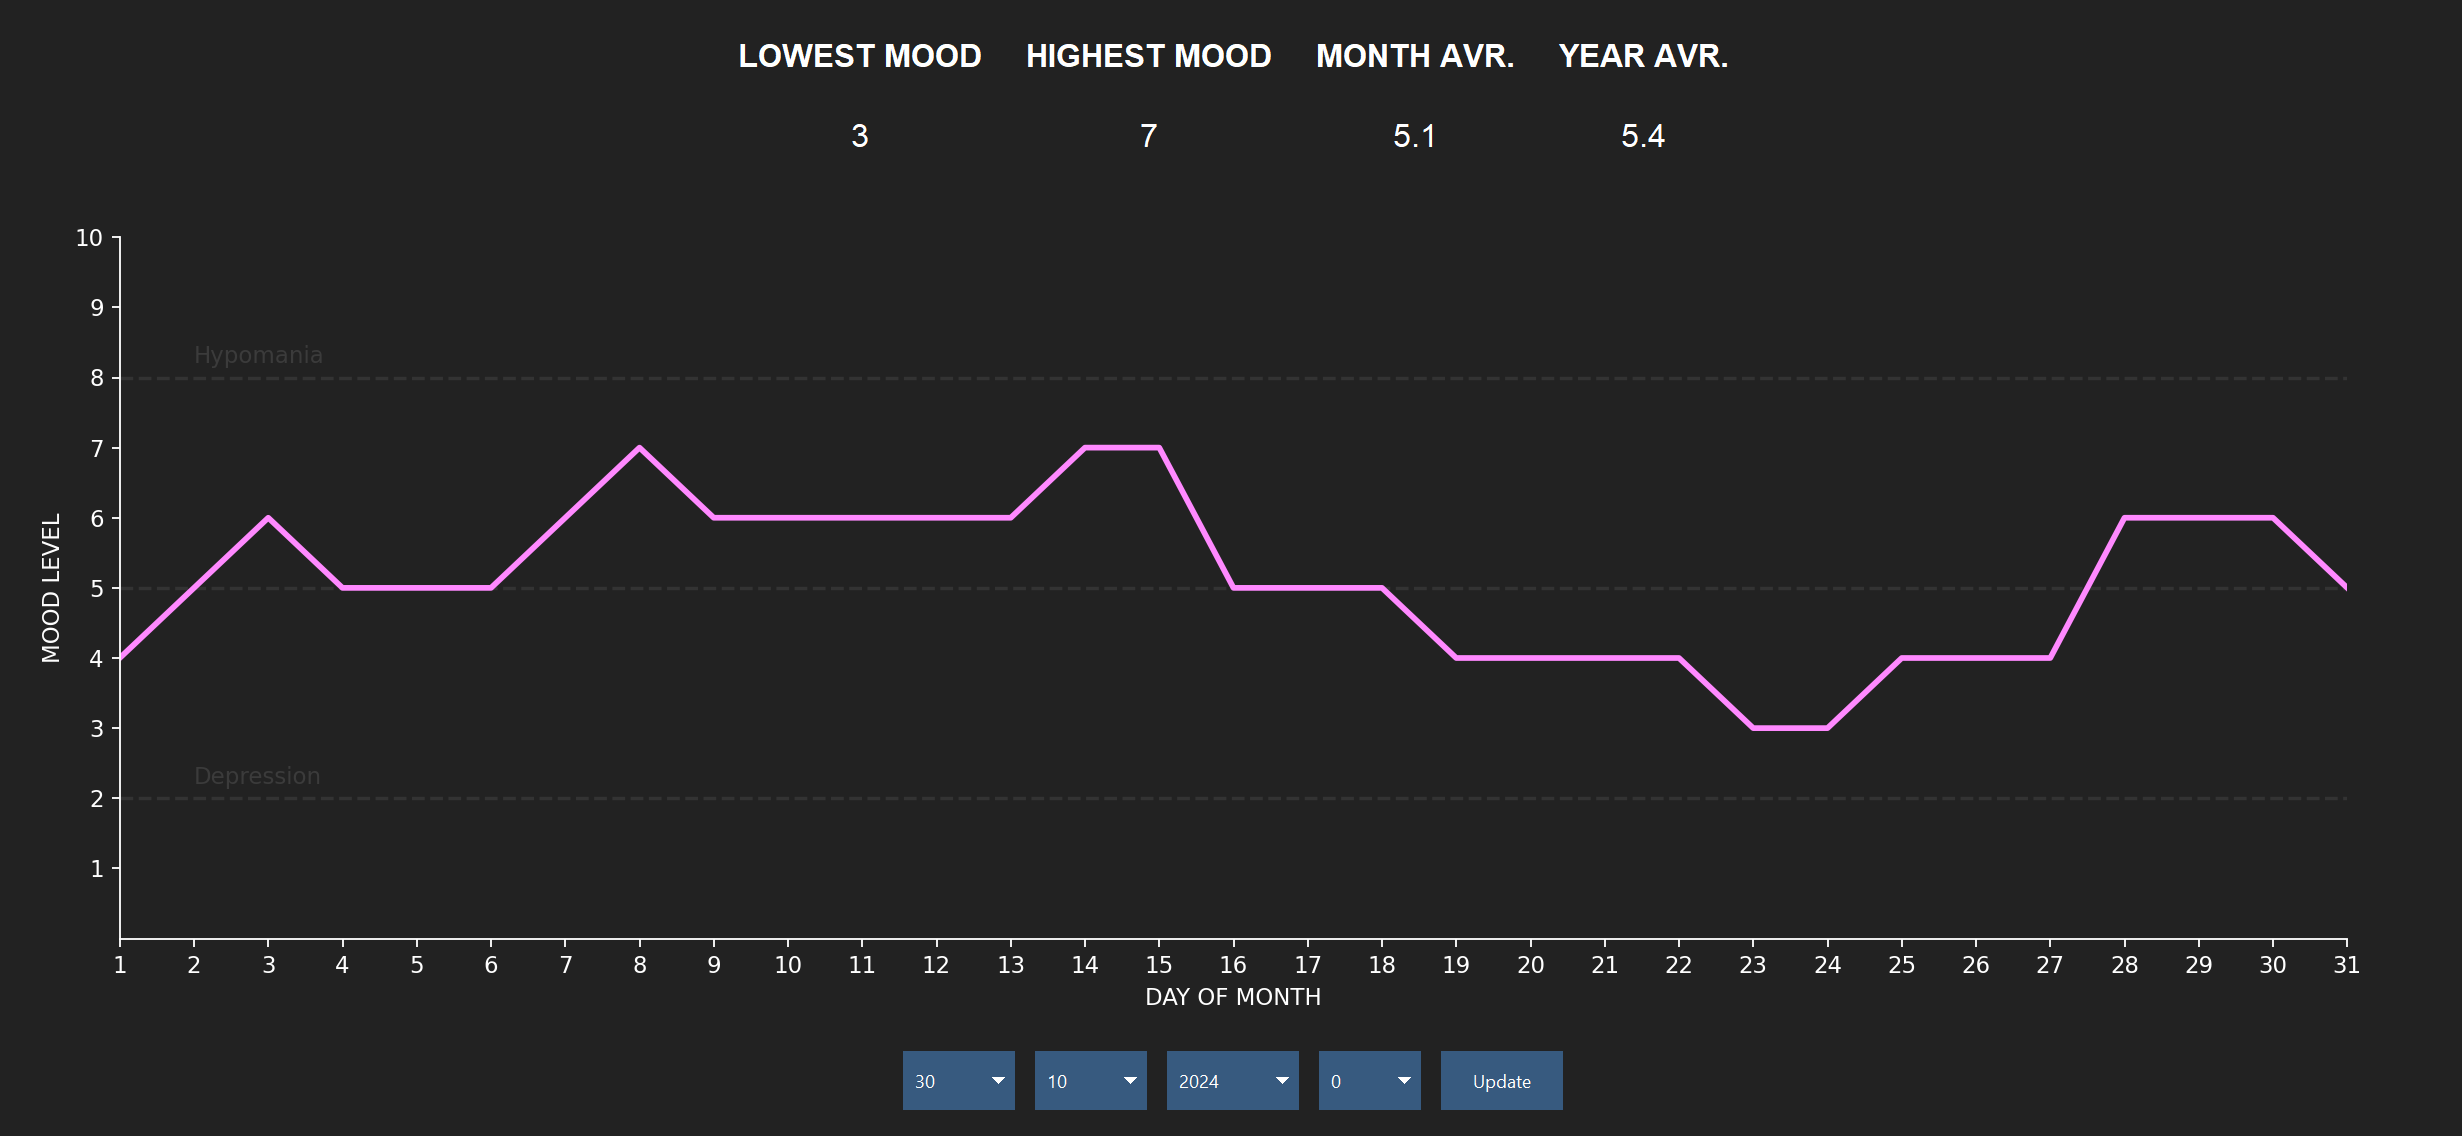 LOWEST MOOD HIGHEST MOOD MONTH AVR. YEAR AVR.
3 7 5.1 5.4
10
9
Hypomania
8
7
6
5
4
3
Depression
2
1
MOOD LEVEL
1 2 3 4 5 6 7 8 9 10 11 12 13 14 15 16 17 18 19 20 21 22 23 24 25 26 27 28 29 30 31
DAY OF MONTH
30 10 2024 0 Update